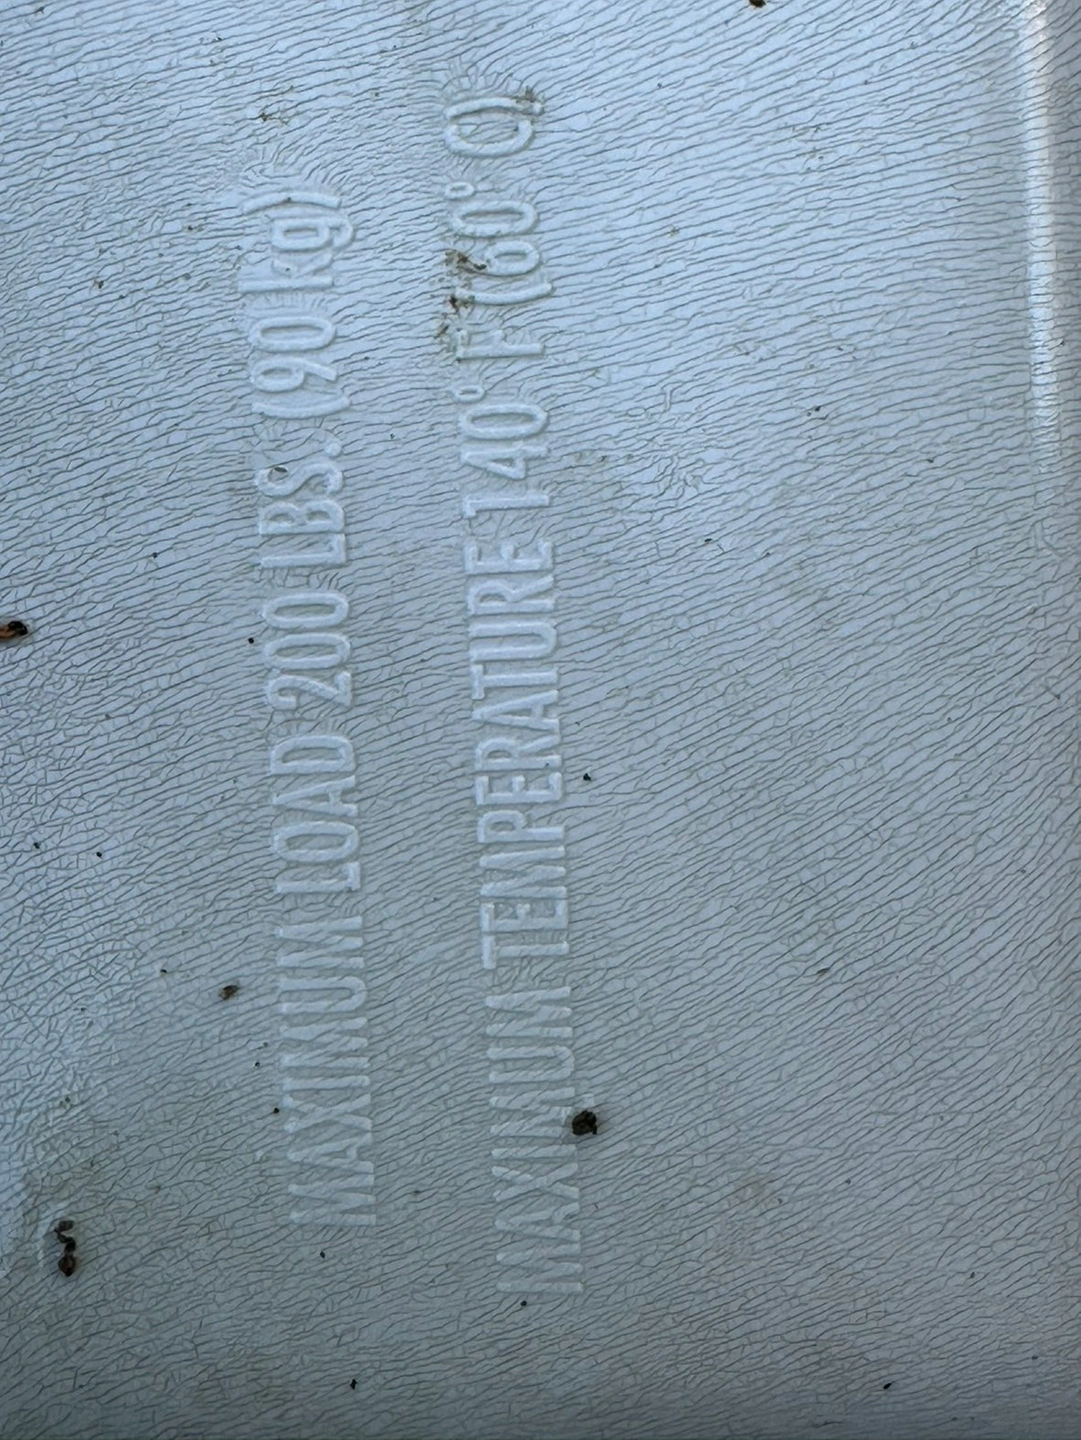 MAXIMUM LOAD 200 LBS. (90 kg)
MAXIMUM TEMPERATURE 140° F (60° C)